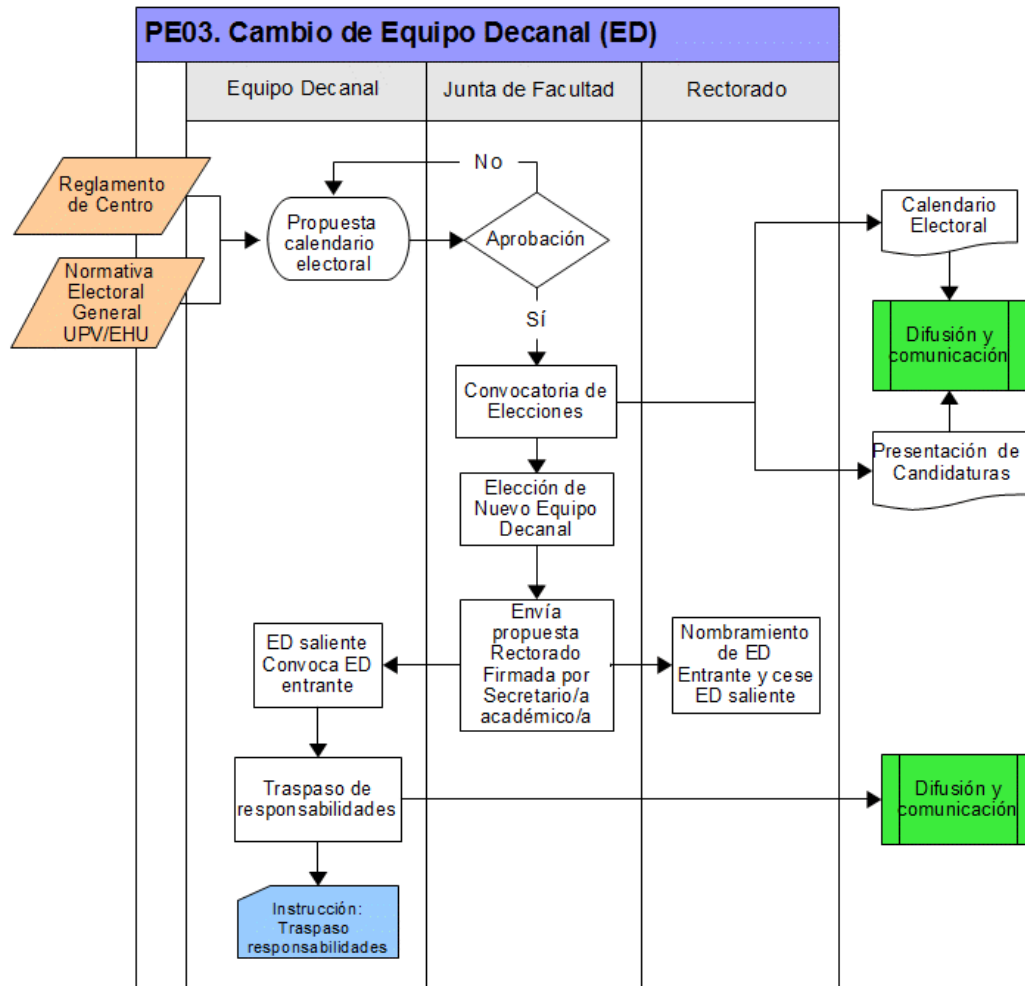 PE03. Cambio de Equipo Decanal (ED)
Equipo Decanal
Junta de Facultad
Rectorado
No
Reglamento
de Centro
Propuesta
calendario
electoral
Aprobación
Calendario
Electoral
Normativa
Electoral
General
UPV/EHU
Sí
Difusión y
comunicación
Convocatoria de
Elecciones
Presentación de
Candidaturas
Elección de
Nuevo Equipo
Decanal
ED saliente
Convoca ED
entrante
Envía
propuesta
Rectorado
Firmada por
Secretario/a
académico/a
Nombramiento
de ED
Entrante y cese
ED saliente
Traspaso de
responsabilidades
Difusión y
comunicación
Instrucción:
Traspaso
responsabilidades